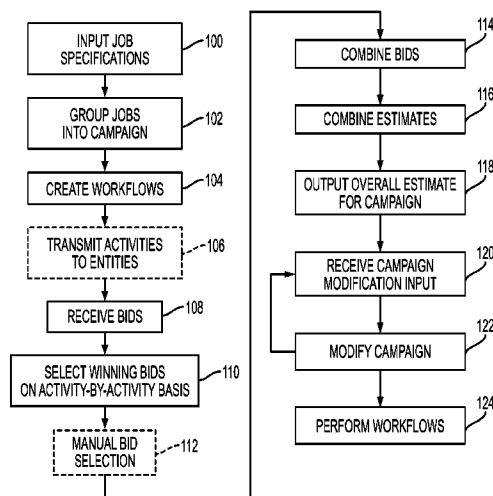 INPUT JOB
SPECIFICATIONS
100
GROUP JOBS
INTO CAMPAIGN
102
CREATE WORKFLOWS
104
TRANSMIT ACTIVITIES
TO ENTITIES
106
RECEIVE BIDS
108
SELECT WINNING BIDS
ON ACTIVITY-BY-ACTIVITY BASIS
110
MANUAL BID
SELECTION
112
COMBINE BIDS
114
COMBINE ESTIMATES
116
OUTPUT OVERALL ESTIMATE
FOR CAMPAIGN
118
RECEIVE CAMPAIGN
MODIFICATION INPUT
120
MODIFY CAMPAIGN
122
PERFORM WORKFLOWS
124